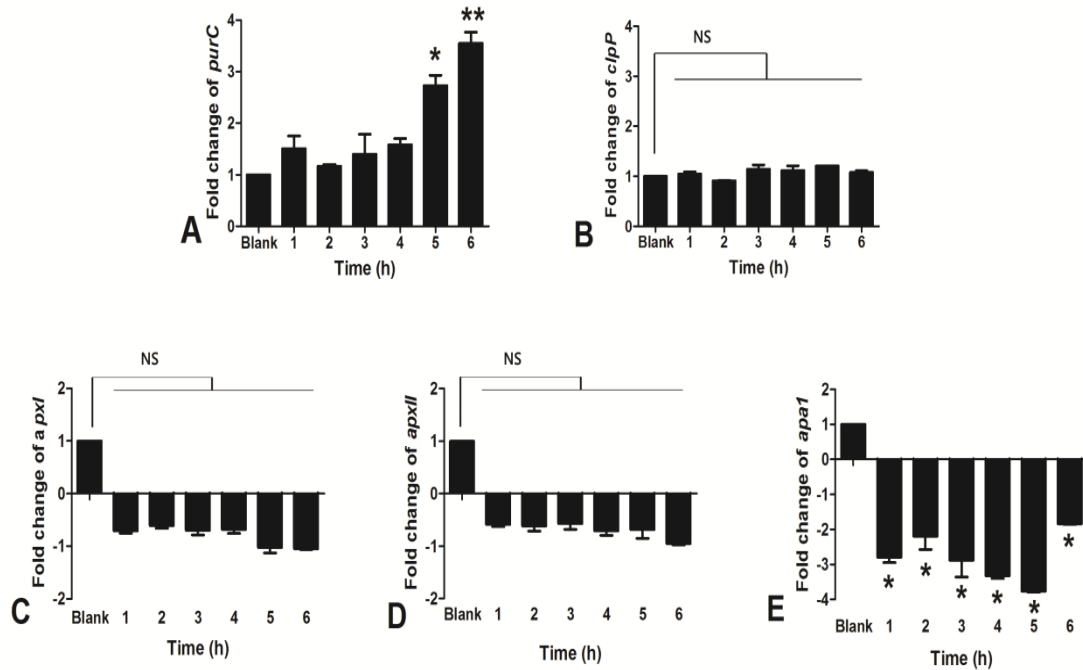 Fold change of purC
4
3
2
1
0
*
**
Blank 1 2 3 4 5 6
Time (h)
A
Fold change of clpP
4
3
2
1
0
NS
Blank 1 2 3 4 5 6
Time (h)
B
Fold change of a pxI
2
1
0
-1
-2
NS
Blank 1 2 3 4 5 6
Time (h)
C
Fold change of apxII
2
1
0
-1
-2
NS
Blank 1 2 3 4 5 6
Time (h)
D
Fold change of apa1
2
1
0
-1
-2
-3
-4
* * * * * *
Blank 1 2 3 4 5 6
Time (h)
E